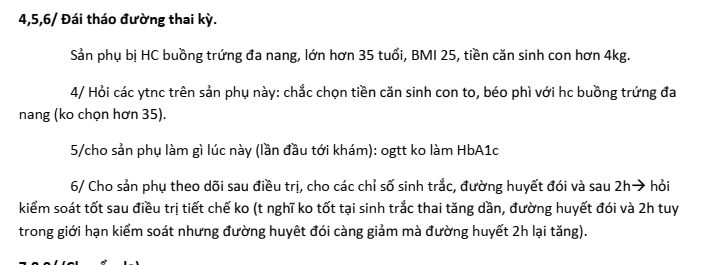 4,5,6/ Đái tháo đường thai kỳ.
Sản phụ bị HC buồng trứng đa nang, lớn hơn 35 tuổi, BMI 25, tiền căn sinh con hơn 4kg.
4/ Hỏi các ytnc trên sản phụ này: chắc chọn tiền căn sinh con to, béo phì với hc buồng trứng đa
nang (ko chọn hơn 35).
5/cho sản phụ làm gì lúc này (lần đầu tới khám): ogtt ko làm HbA1c
6/ Cho sản phụ theo dõi sau điều trị, cho các chỉ số sinh trắc, đường huyết đói và sau 2h→ hỏi
kiểm soát tốt sau điều trị tiết chế ko (t nghĩ ko tốt tại sinh trắc thai tăng dần, đường huyết đói và 2h tuy
trong giới hạn kiểm soát nhưng đường huyêt đói càng giảm mà đường huyết 2h lại tăng).